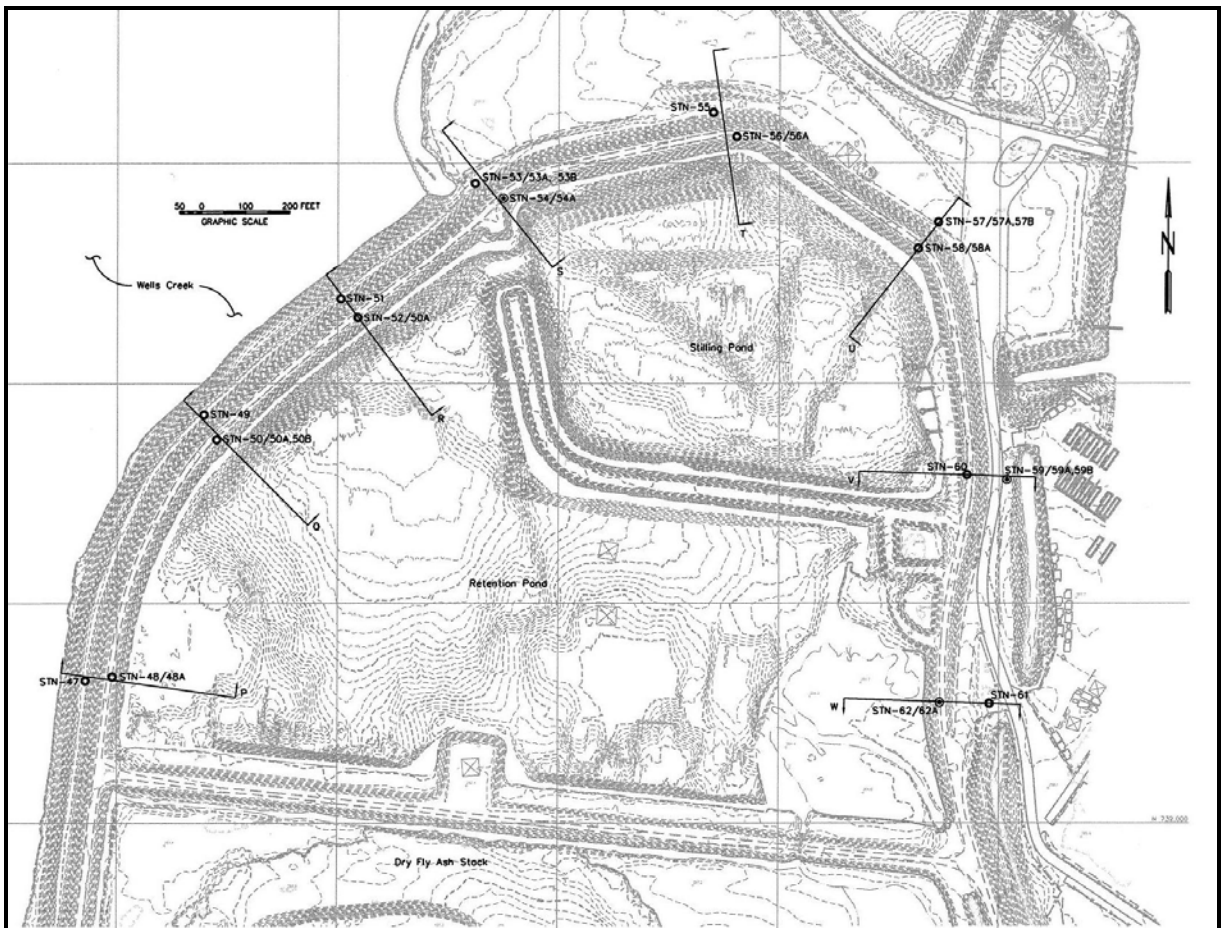 STN-55
STN-56/56A
T
STN-53/53A, 53B
STN-54/54A
S
50 0 100 200 FEET
GRAPHIC SCALE
STN-57/57A,57B
STN-58/58A
U
N
Wells Creek
STN-51
STN-52/50A
R
Stilling Pond
STN-49
STN-50/50A,50B
Q
V
STN-60
STN-59/59A,59B
Retention Pond
STN-47
STN-48/48A
P
W
STN-62/62A
STN-61
N 739,000
Dry Fly Ash Stock